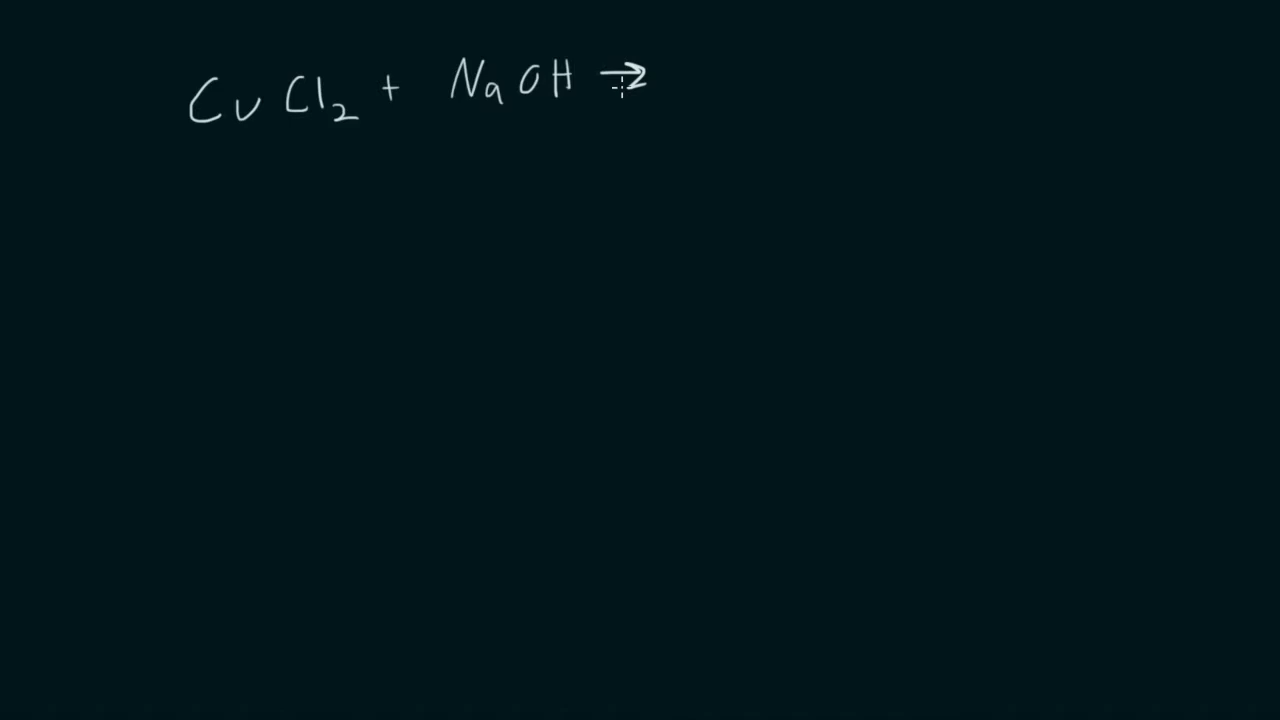 CuCl₂ + NaOH →